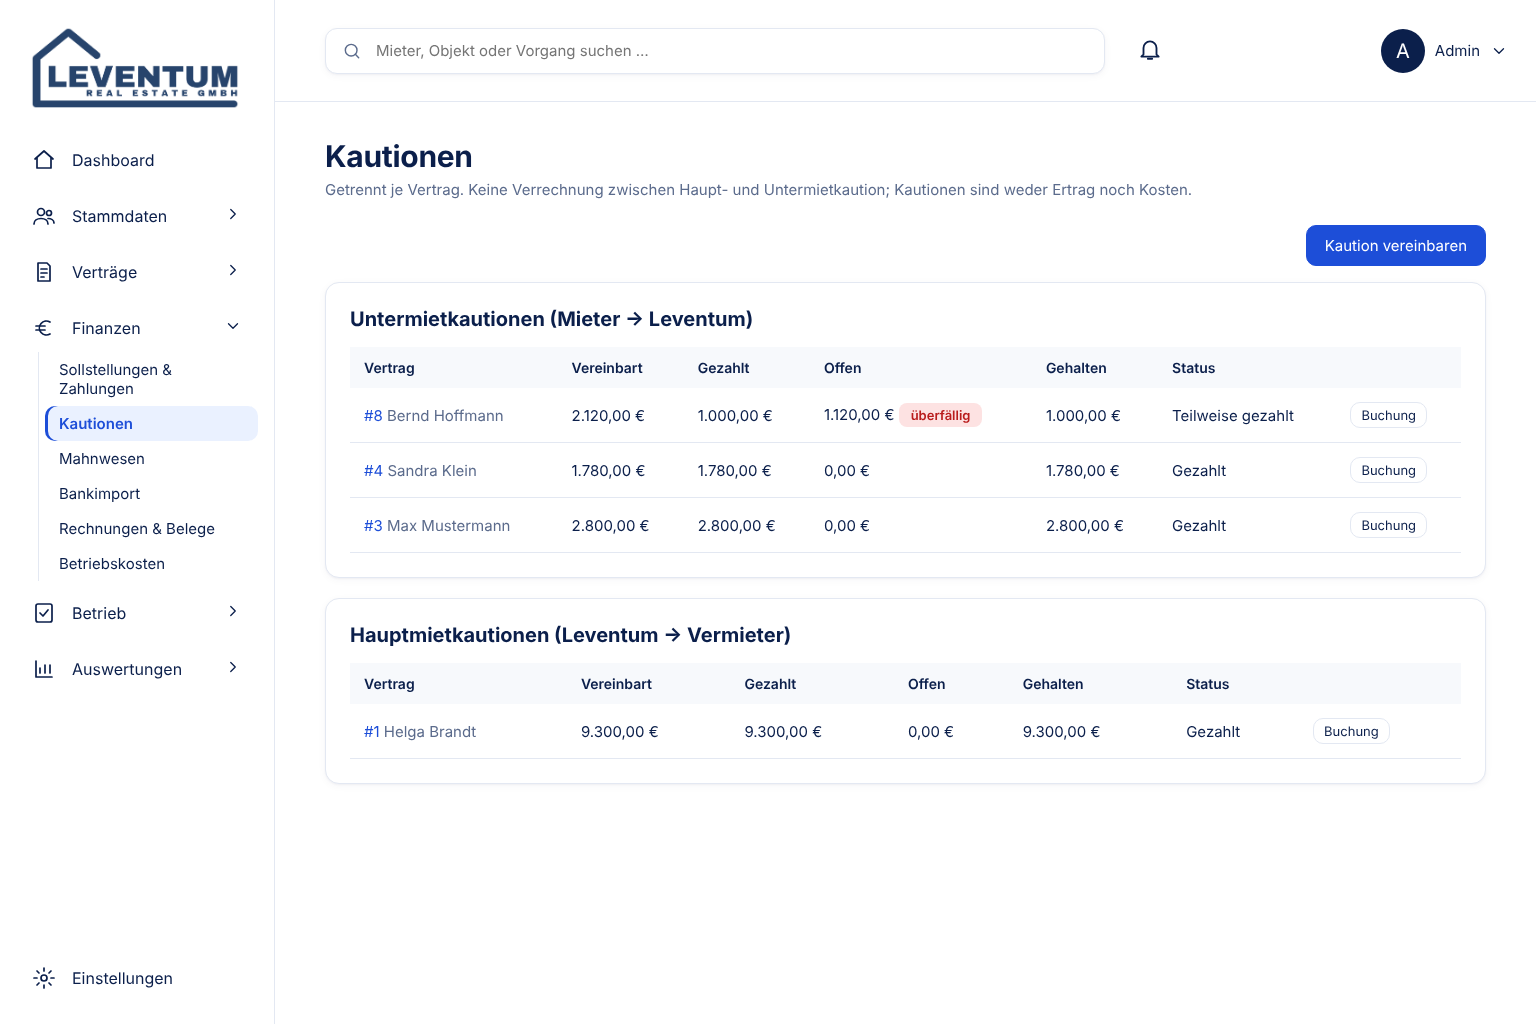 LEVENTUM
REAL ESTATE GMBH
Mieter, Objekt oder Vorgang suchen ...
A
Admin
Dashboard
Stammdaten
Verträge
Finanzen
Sollstellungen &
Zahlungen
Kautionen
Mahnwesen
Bankimport
Rechnungen & Belege
Betriebskosten
Betrieb
Auswertungen
Einstellungen
Kautionen
Getrennt je Vertrag. Keine Verrechnung zwischen Haupt- und Untermietkaution; Kautionen sind weder Ertrag noch Kosten.
Kaution vereinbaren
Untermietkautionen (Mieter → Leventum)
Vertrag Vereinbart Gezahlt Offen Gehalten Status
#8 Bernd Hoffmann 2.120,00 € 1.000,00 € 1.120,00 € überfällig 1.000,00 € Teilweise gezahlt Buchung
#4 Sandra Klein 1.780,00 € 1.780,00 € 0,00 € 1.780,00 € Gezahlt Buchung
#3 Max Mustermann 2.800,00 € 2.800,00 € 0,00 € 2.800,00 € Gezahlt Buchung
Hauptmietkautionen (Leventum → Vermieter)
Vertrag Vereinbart Gezahlt Offen Gehalten Status
#1 Helga Brandt 9.300,00 € 9.300,00 € 0,00 € 9.300,00 € Gezahlt Buchung